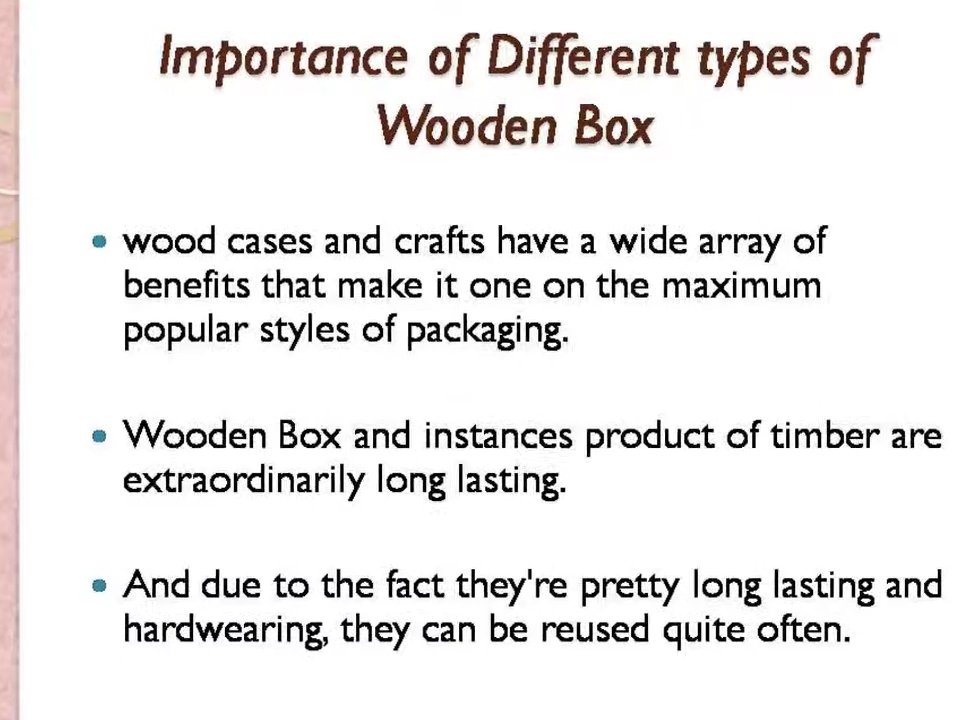 Importance of Different types of
Wooden Box
wood cases and crafts have a wide array of
benefits that make it one on the maximum
popular styles of packaging.
Wooden Box and instances product of timber are
extraordinarily long lasting.
And due to the fact they're pretty long lasting and
hardwearing, they can be reused quite often.